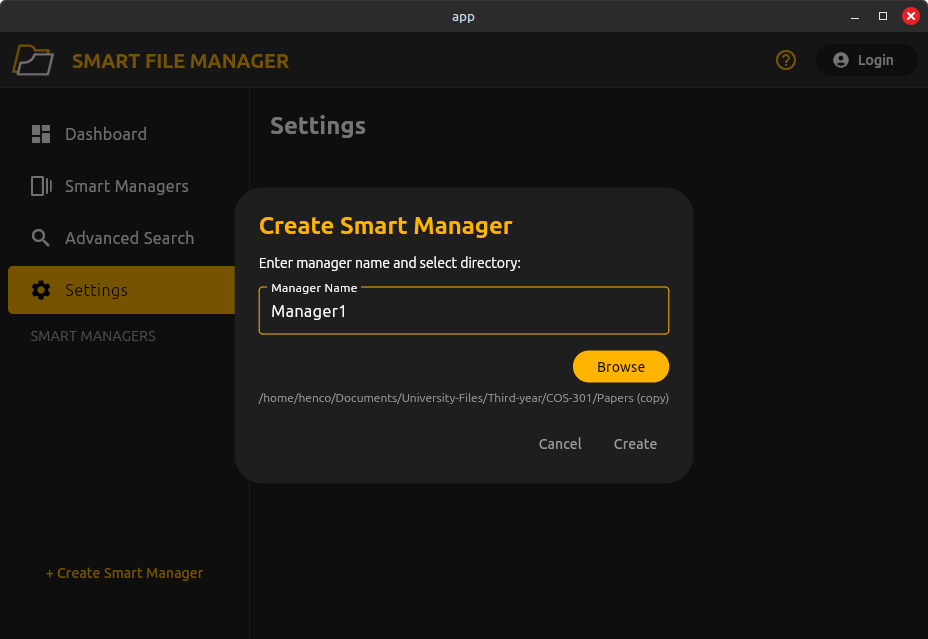 app
SMART FILE MANAGER
Login
Dashboard
Smart Managers
Advanced Search
Settings
SMART MANAGERS
+ Create Smart Manager
Settings
Create Smart Manager
Enter manager name and select directory:
Manager Name
Manager1
Browse
/home/henco/Documents/University-Files/Third-year/COS-301/Papers (copy)
Cancel Create